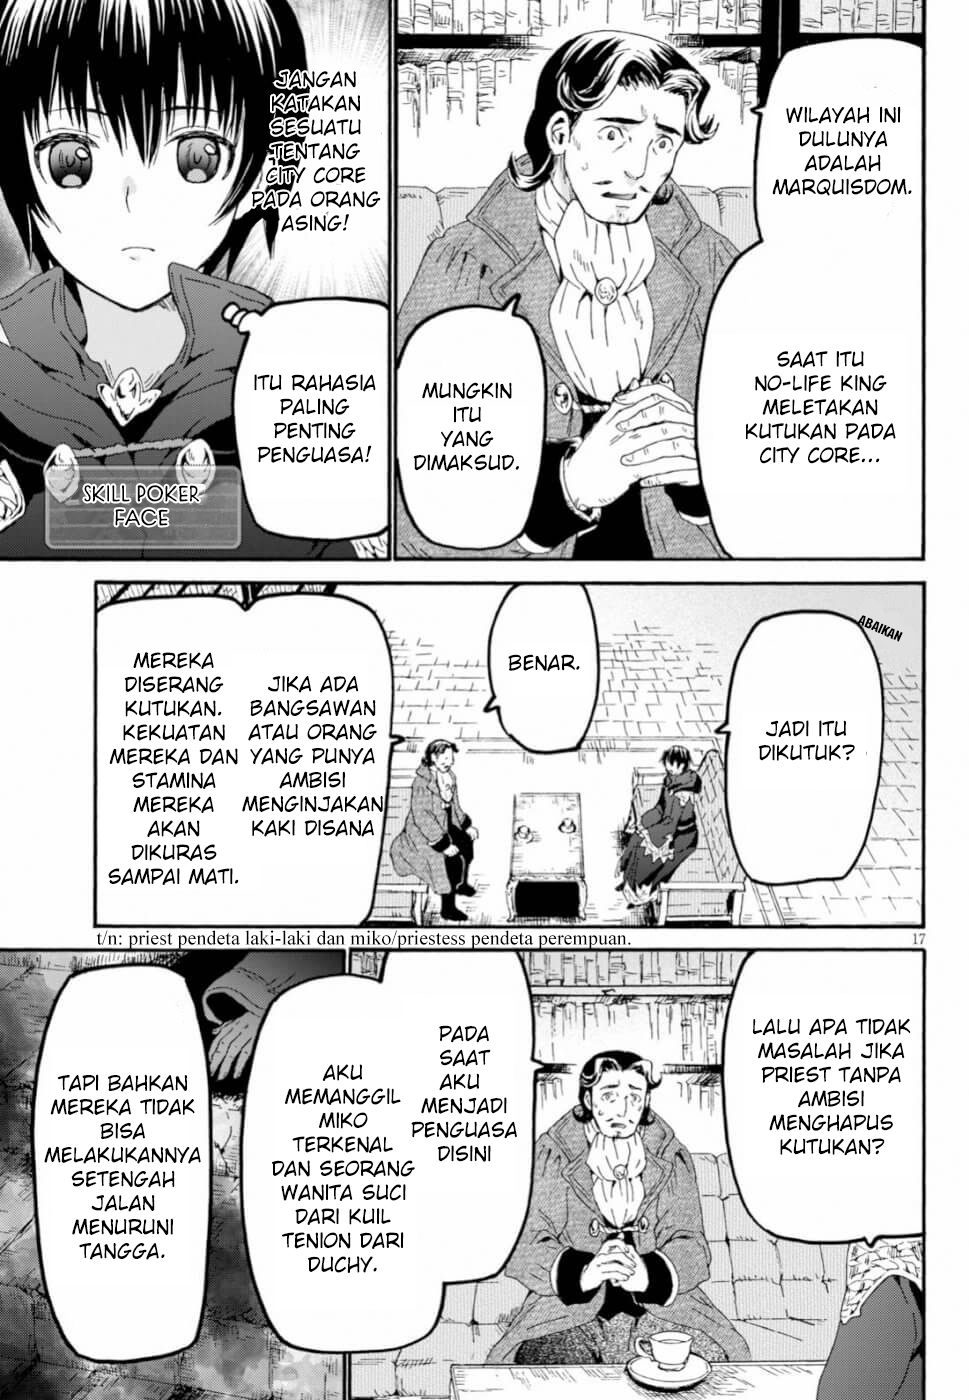 WILAYAH INI
DULUNYA
ADALAH
MARQUISDOM.
SAAT ITU
NO-LIFE KING
MELETAKAN
KUTUKAN PADA
CITY CORE...
MUNGKIN
ITU
YANG
DIMAKSUD.
JANGAN
KATAKAN
SESUATU
TENTANG
CITY CORE
PADA ORANG
ASING!
ITU RAHASIA
PALING
PENTING
PENGUASA!
SKILL POKER
FACE
ABAIKAN
JADI ITU
DIKUTUK?
BENAR.
JIKA ADA
BANGSAWAN
ATAU ORANG
YANG PUNYA
AMBISI
MENGINJAKAN
KAKI DISANA
MEREKA
DISERANG
KUTUKAN.
KEKUATAN
MEREKA DAN
STAMINA
MEREKA
AKAN
DIKURAS
SAMPAI MATI.
t/n: priest pendeta laki-laki dan miko/priestess pendeta perempuan.
17
LALU APA TIDAK
MASALAH JIKA
PRIEST TANPA
AMBISI
MENGHAPUS
KUTUKAN?
PADA
SAAT
AKU
MENJADI
PENGUASA
DISINI
AKU
MEMANGGIL
MIKO
TERKENAL
DAN SEORANG
WANITA SUCI
DARI KUIL
TENION DARI
DUCHY.
TAPI BAHKAN
MEREKA TIDAK
BISA
MELAKUKANNYA
SETENGAH
JALAN
MENURUNI
TANGGA.